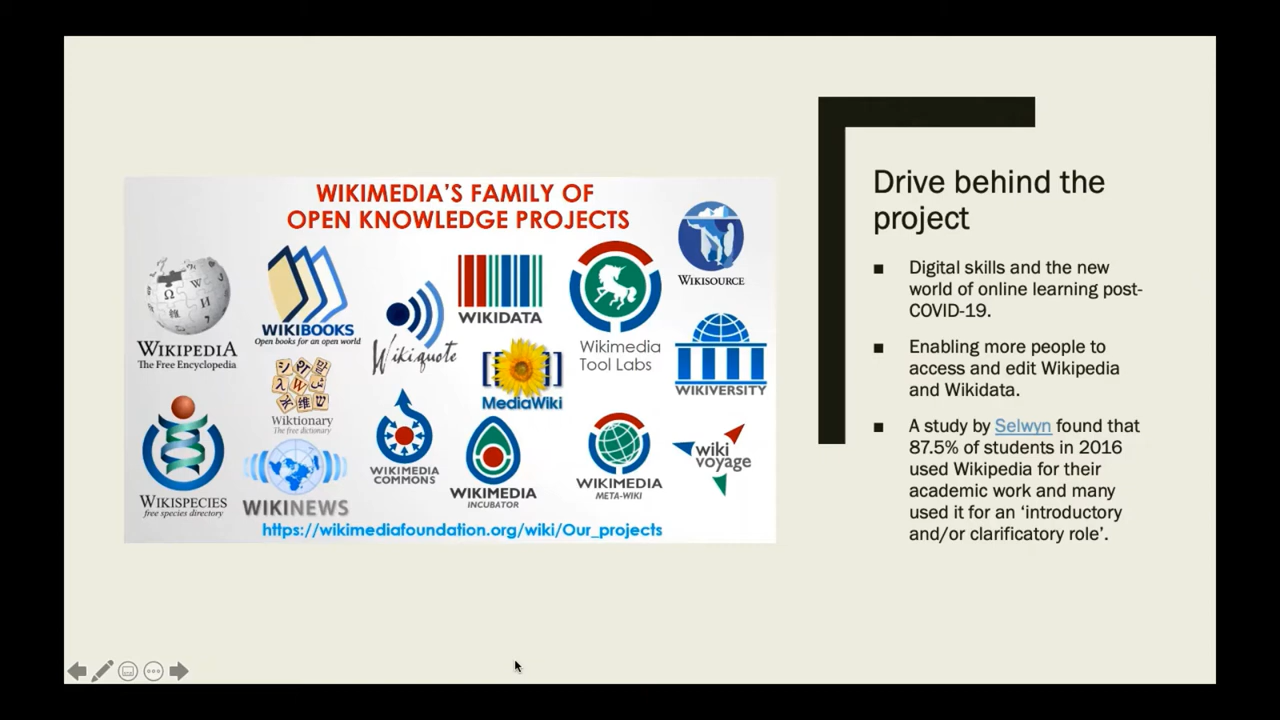 WIKIMEDIA'S FAMILY OF
OPEN KNOWLEDGE PROJECTS
WIKIPEDIA
The Free Encyclopedia
WIKIBOOKS
Open books for an open world
Wikiquote
WIKIDATA
Wikimedia
Tool Labs
WIKISOURCE
Wiktionary
The free dictionary
MediaWiki
WIKIVERSITY
WIKISPECIES
free species directory
WIKINEWS
WIKIMEDIA
COMMONS
WIKIMEDIA
INCUBATOR
WIKIMEDIA
META-WIKI
wiki
voyage
https://wikimediafoundation.org/wiki/Our_projects
Drive behind the
project
Digital skills and the new
world of online learning post-
COVID-19.
Enabling more people to
access and edit Wikipedia
and Wikidata.
A study by Selwyn found that
87.5% of students in 2016
used Wikipedia for their
academic work and many
used it for an 'introductory
and/or clarificatory role'.